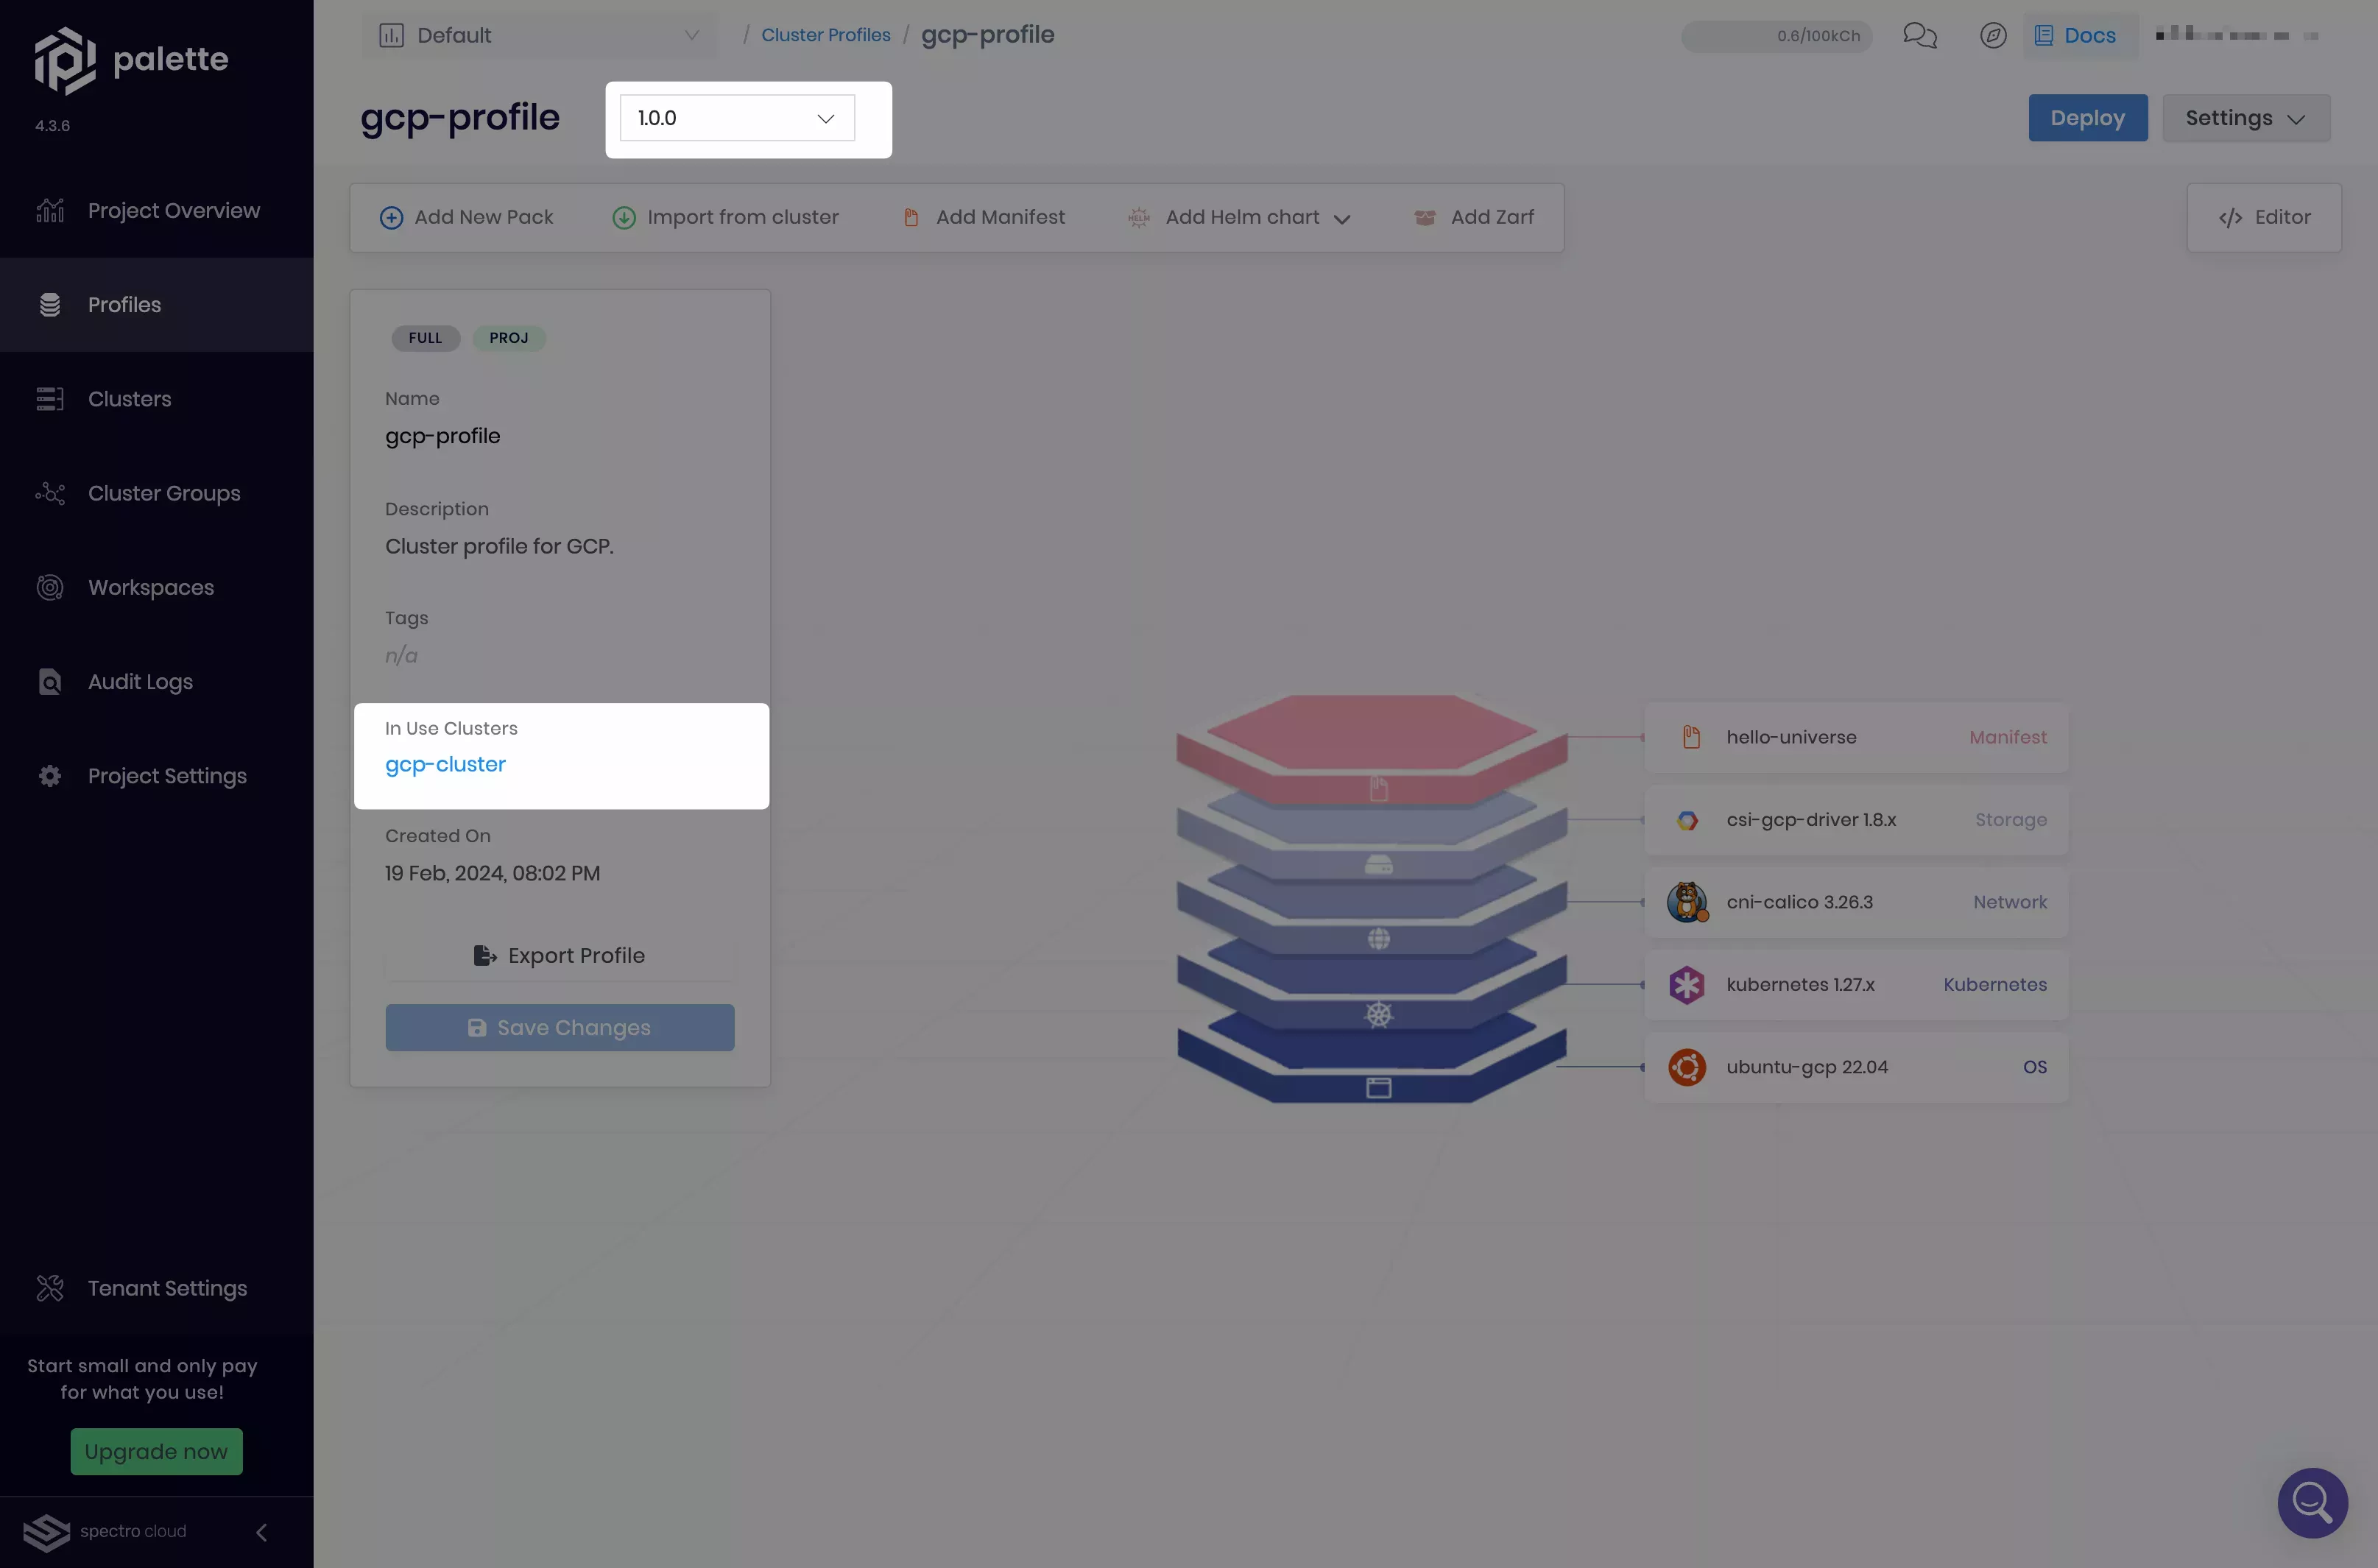 palette
4.3.6
Project Overview
Profiles
Clusters
Cluster Groups
Workspaces
Audit Logs
Project Settings
Tenant Settings
Start small and only pay
for what you use!
Upgrade now
spectro cloud
Default
/ Cluster Profiles / gcp-profile
0.6/100kCh
Docs
gcp-profile
1.0.0
Deploy
Settings
Add New Pack
Import from cluster
Add Manifest
HELM
Add Helm chart
Add Zarf
</> Editor
FULL
PROJ
Name
gcp-profile
Description
Cluster profile for GCP.
Tags
n/a
In Use Clusters
gcp-cluster
Created On
19 Feb, 2024, 08:02 PM
Export Profile
Save Changes
hello-universe Manifest
csi-gcp-driver 1.8.x Storage
cni-calico 3.26.3 Network
kubernetes 1.27.x Kubernetes
ubuntu-gcp 22.04 OS